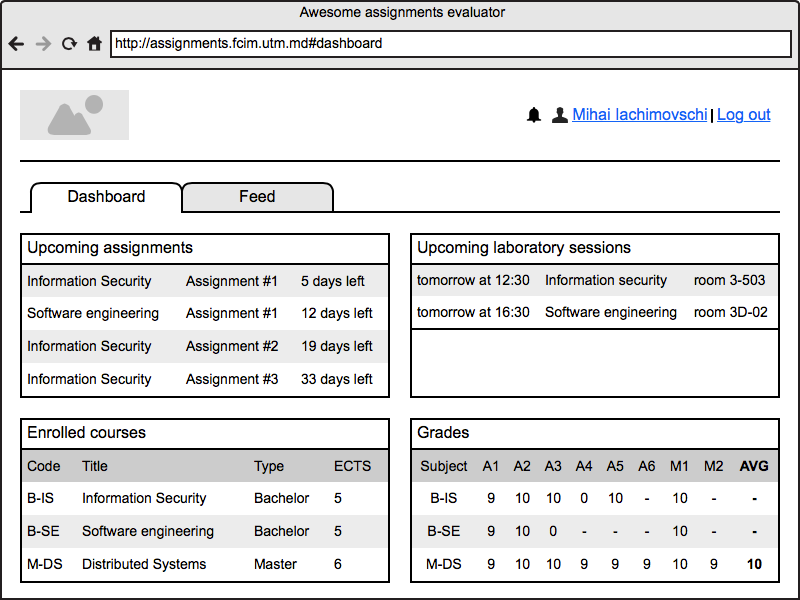 Awesome assignments evaluator
http://assignments.fcim.utm.md#dashboard
Mihai Iachimovschi | Log out
Dashboard Feed
Upcoming assignments
Information Security Assignment #1 5 days left
Software engineering Assignment #1 12 days left
Information Security Assignment #2 19 days left
Information Security Assignment #3 33 days left
Upcoming laboratory sessions
tomorrow at 12:30 Information security room 3-503
tomorrow at 16:30 Software engineering room 3D-02
Enrolled courses
Code Title Type ECTS
B-IS Information Security Bachelor 5
B-SE Software engineering Bachelor 5
M-DS Distributed Systems Master 6
Grades
Subject A1 A2 A3 A4 A5 A6 M1 M2 AVG
B-IS 9 10 10 0 10 - 10 - -
B-SE 9 10 0 - - - 10 - -
M-DS 9 10 10 9 9 9 10 9 10